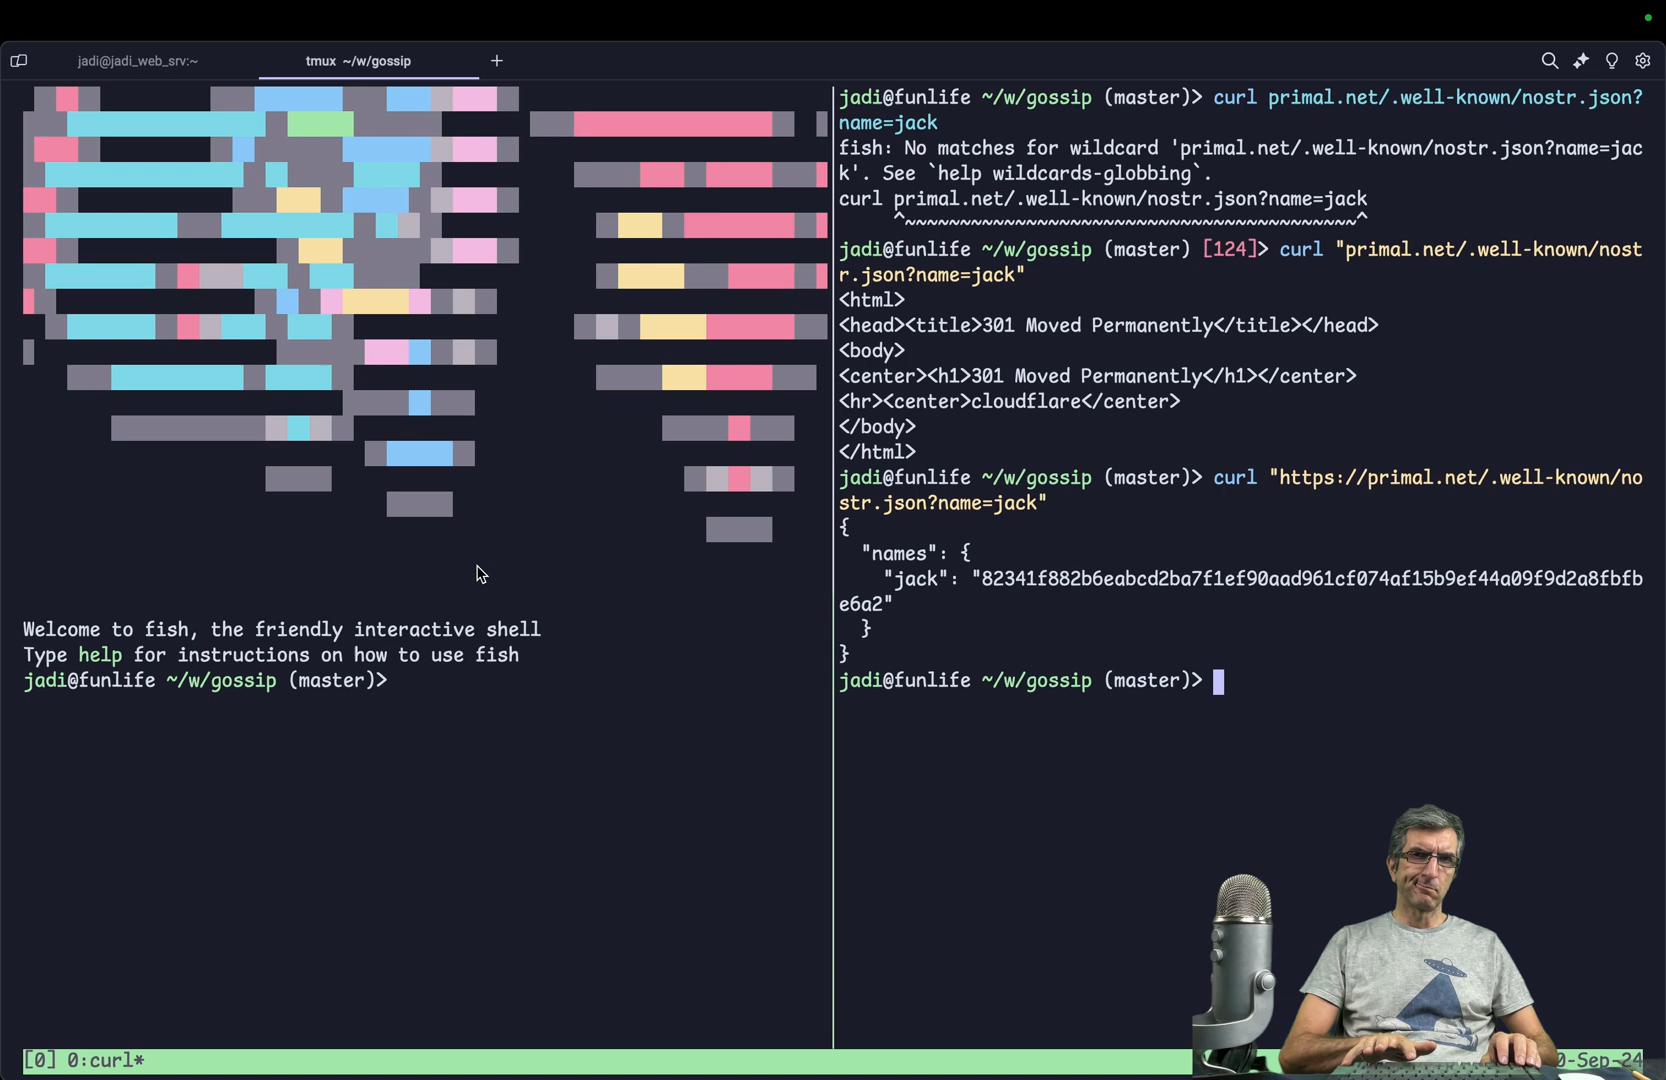 jadi@jadi_web_srv:~
tmux ~/w/gossip
jadi@funlife ~/w/gossip (master)> curl primal.net/.well-known/nostr.json?
name=jack
fish: No matches for wildcard 'primal.net/.well-known/nostr.json?name=jac
k'. See `help wildcards-globbing`.
curl primal.net/.well-known/nostr.json?name=jack
^~~~~~~~~~~~~~~~~~~~~~~~~~~~~~~~~~~~~~~~~~^
jadi@funlife ~/w/gossip (master) [124]> curl "primal.net/.well-known/nost
r.json?name=jack"
<html>
<head><title>301 Moved Permanently</title></head>
<body>
<center><h1>301 Moved Permanently</h1></center>
<hr><center>cloudflare</center>
</body>
</html>
jadi@funlife ~/w/gossip (master)> curl "https://primal.net/.well-known/no
str.json?name=jack"
{
"names": {
"jack": "82341f882b6eabcd2ba7f1ef90aad961cf074af15b9ef44a09f9d2a8fbfb
e6a2"
}
}
jadi@funlife ~/w/gossip (master)>
Welcome to fish, the friendly interactive shell
Type help for instructions on how to use fish
jadi@funlife ~/w/gossip (master)>
[0] 0:curl*
0-Sep-24